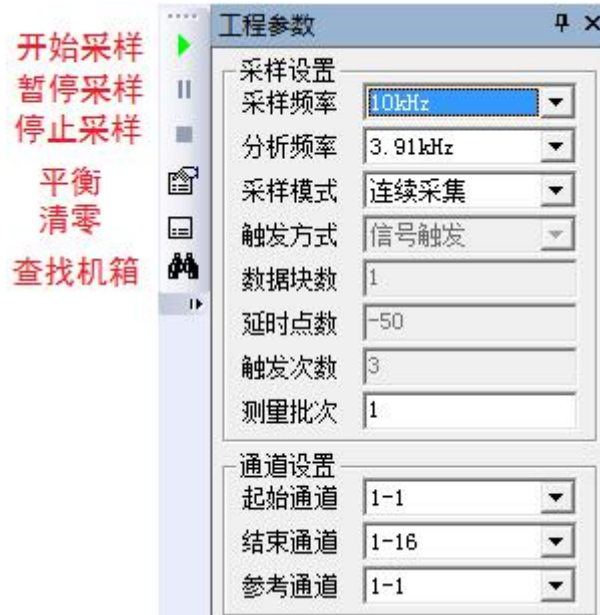 开始采样
暂停采样
停止采样
平衡
清零
查找机箱
工程参数
采样设置
采样频率 10kHz
分析频率 3.91kHz
采样模式 连续采集
触发方式 信号触发
数据块数 1
延时点数 -50
触发次数 3
测量批次 1
通道设置
起始通道 1-1
结束通道 1-16
参考通道 1-1